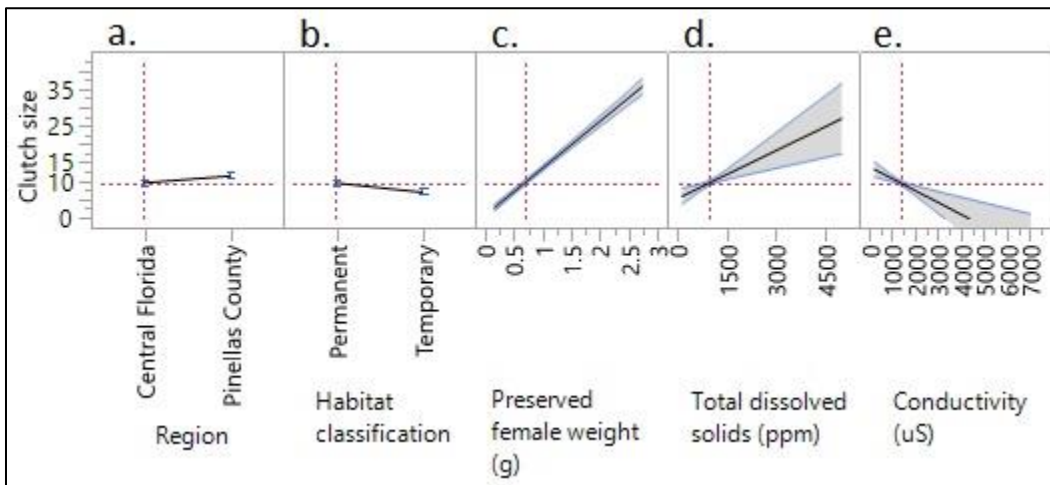 a.
b.
c.
d.
e.
Clutch size
35
25
15
10
0
Central Florida
Pinellas County
Region
Permanent
Temporary
Habitat
classification
0
0.5
1
1.5
2
2.5
3
Preserved
female weight
(g)
0
1500
3000
4500
Total dissolved
solids (ppm)
0
1000
2000
3000
4000
5000
6000
7000
Conductivity
(uS)